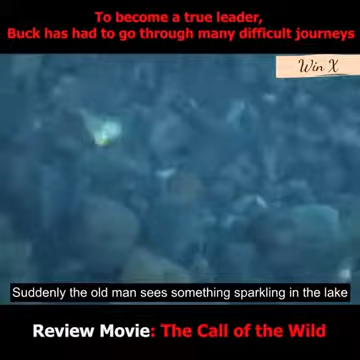 To become a true leader,
Buck has had to go through many difficult journeys
Win X
Suddenly the old man sees something sparkling in the lake
Review Movie: The Call of the Wild